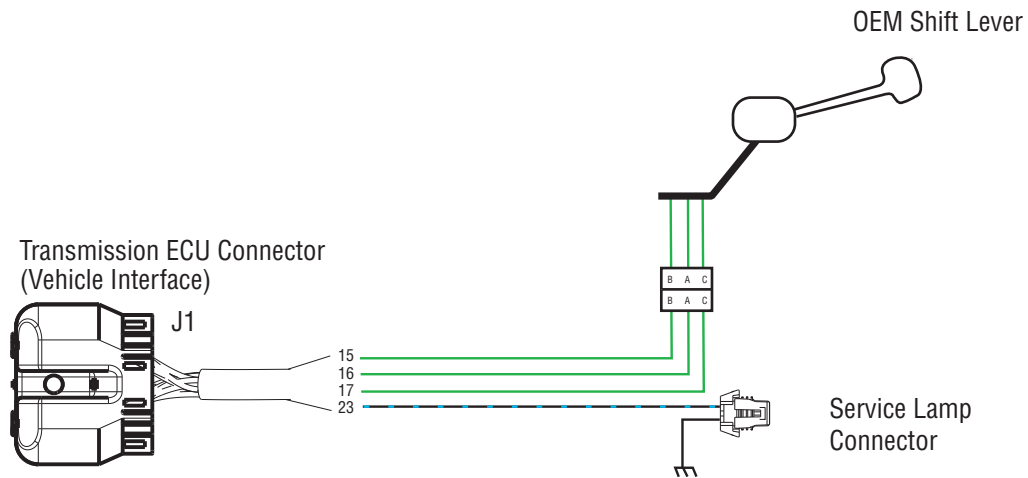 OEM Shift Lever
Transmission ECU Connector
(Vehicle Interface)
J1
B A C
B A C
15
16
17
23
Service Lamp
Connector